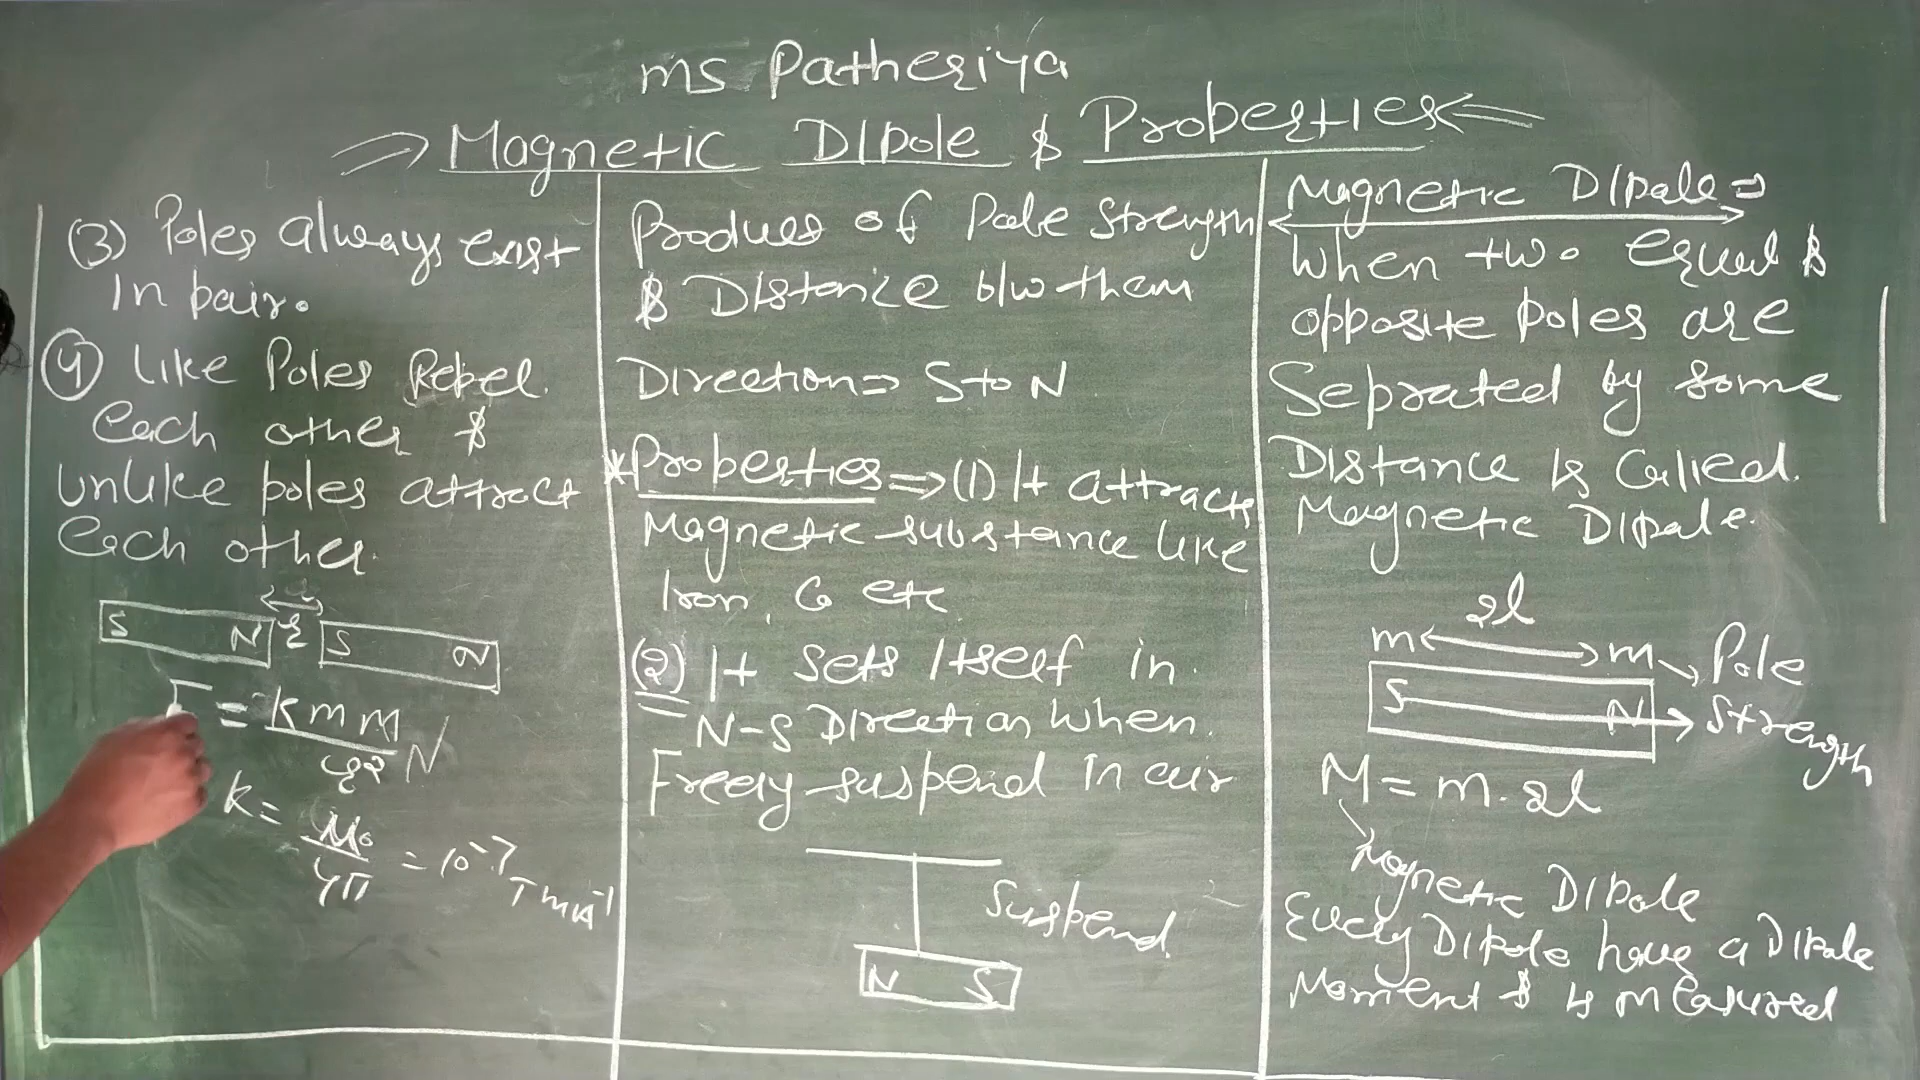 ms Patheriya
⇒ Magnetic Dipole & Properties ⇐
(3) Poles always exist
in pair.
(4) Like Poles Repel
each other &
unlike poles attract
each other.
r
S N S N
F = k m m / r² N
k = μ₀ / 4π = 10⁻⁷ T m A⁻¹
Produes of Pole Strength
& Distance b/w them
Direction ⇒ S to N
*Properties ⇒ (1) It attracts
Magnetic substance like
Iron, Co etc
(2) It sets itself in
N-S Direction when
Freely suspend in air
Suspend
N S
Magnetic Dipole ⇒
When two equal &
opposite poles are
Seprated by some
Distance is Called
Magnetic Dipole.
2l
m m → Pole
S N Strength
M = m. 2l
Magnetic Dipole
Every Dipole have a Dipole
Moment & is measured